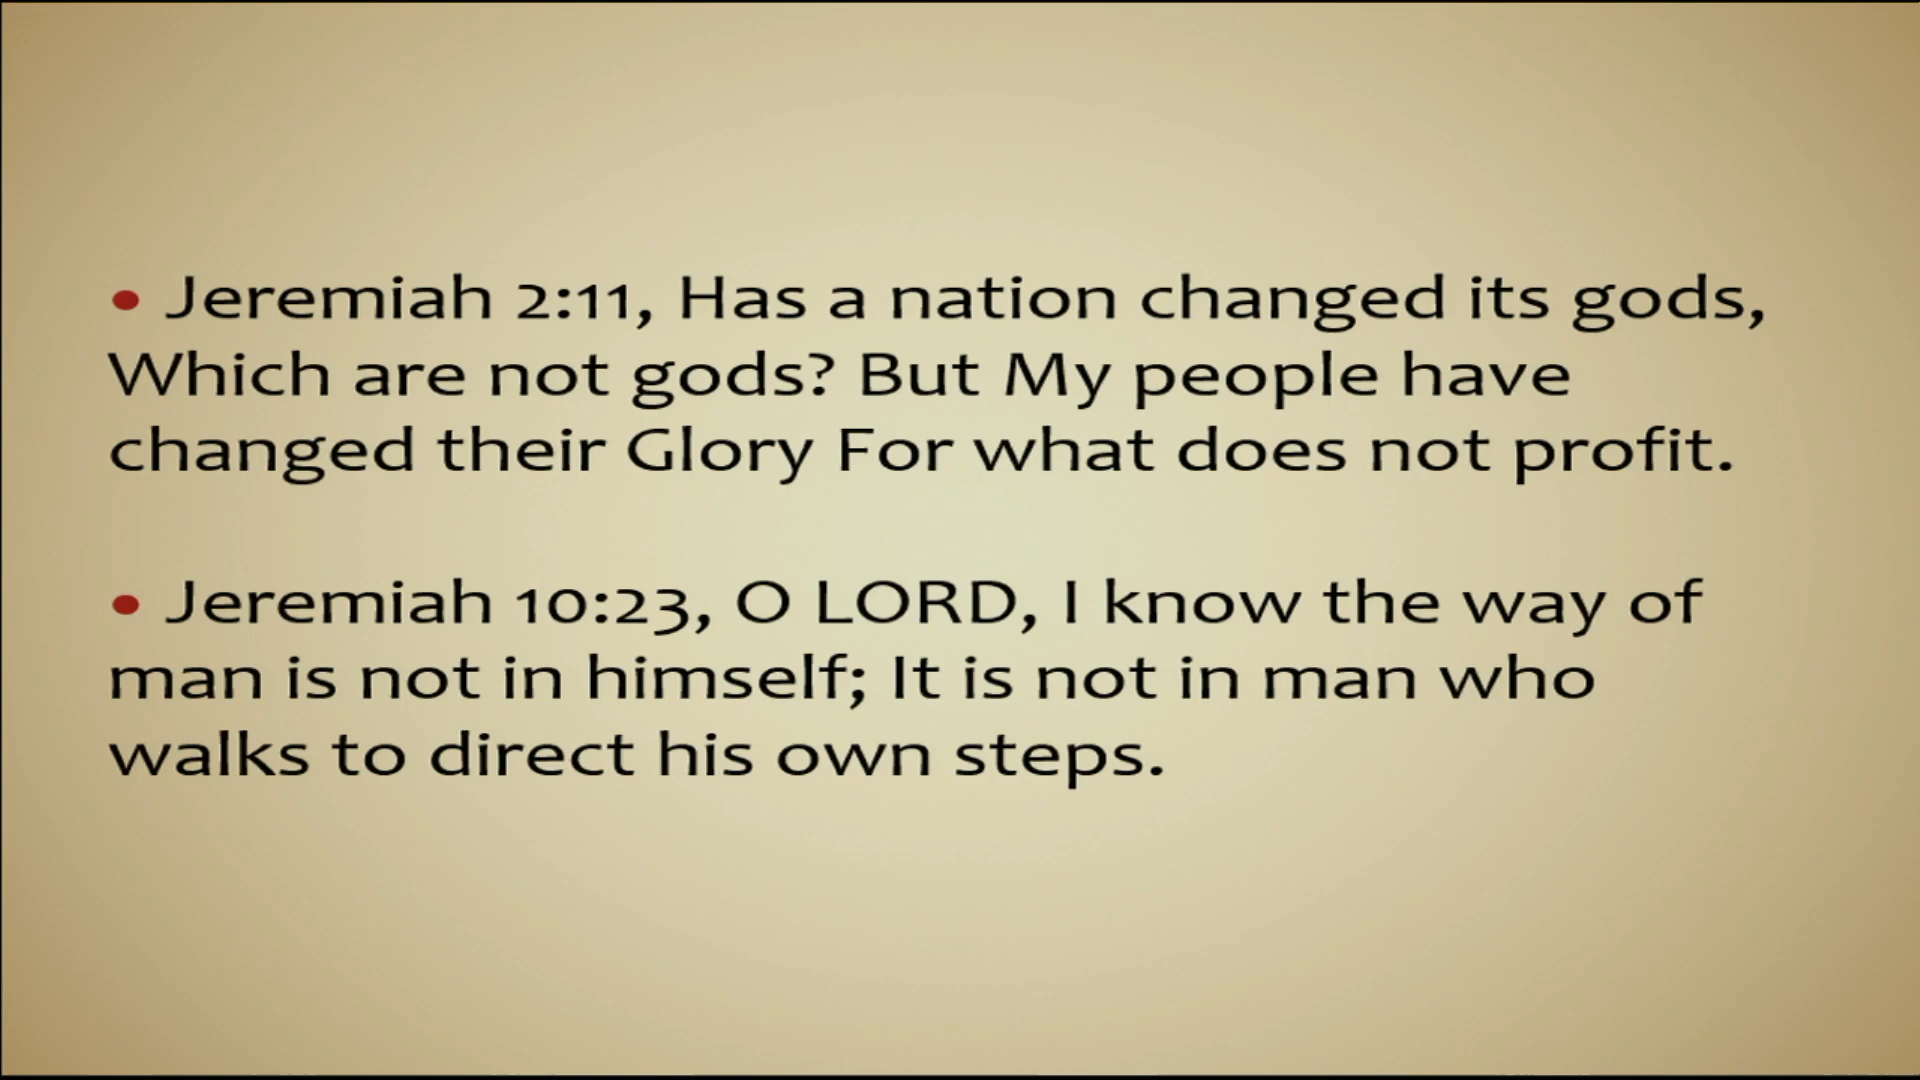 • Jeremiah 2:11, Has a nation changed its gods,
Which are not gods? But My people have
changed their Glory For what does not profit.
• Jeremiah 10:23, O LORD, I know the way of
man is not in himself; It is not in man who
walks to direct his own steps.